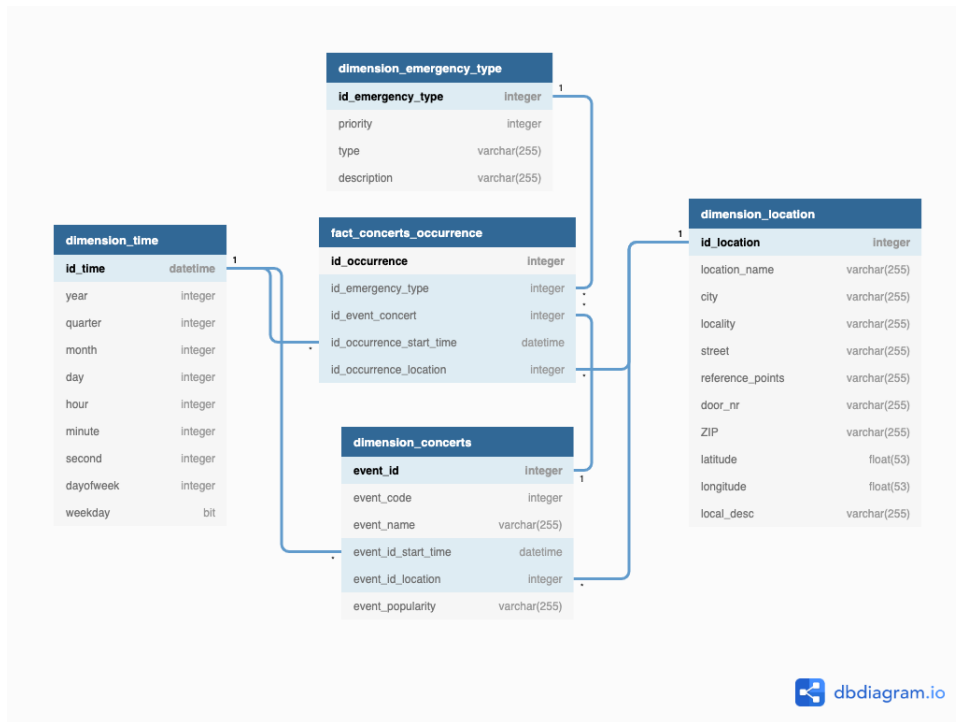 dimension_emergency_type
1
id_emergency_type integer
priority integer
type varchar(255)
description varchar(255)
dimension_time
1
id_time datetime
year integer
quarter integer
month integer
day integer
hour integer
minute integer
second integer
dayofweek integer
weekday bit
fact_concerts_occurrence
id_occurrence integer
id_emergency_type integer
*
*
id_event_concert integer
id_occurrence_start_time datetime
*
id_occurrence_location integer
*
dimension_concerts
event_id integer
1
event_code integer
event_name varchar(255)
event_id_start_time datetime
*
event_id_location integer
*
event_popularity varchar(255)
dimension_location
1
id_location integer
location_name varchar(255)
city varchar(255)
locality varchar(255)
street varchar(255)
reference_points varchar(255)
door_nr varchar(255)
ZIP varchar(255)
latitude float(53)
longitude float(53)
local_desc varchar(255)
dbdiagram.io